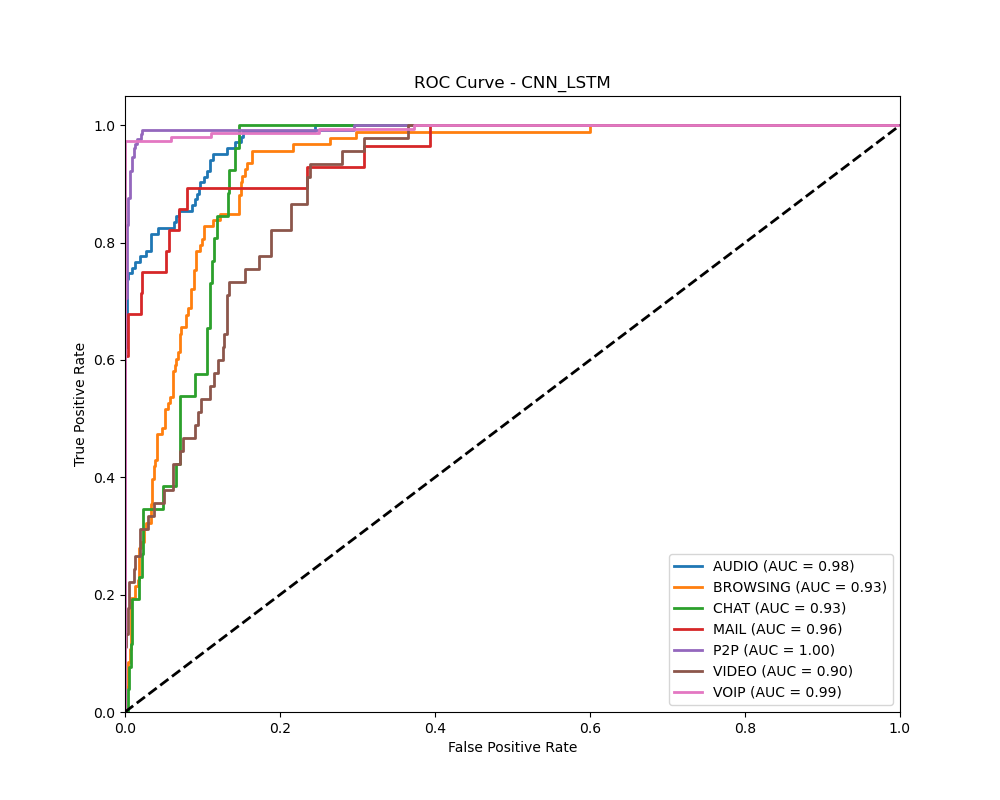 ROC Curve - CNN_LSTM
True Positive Rate
1.0
0.8
0.6
0.4
0.2
0.0
0.0 0.2 0.4 0.6 0.8 1.0
False Positive Rate
AUDIO (AUC = 0.98)
BROWSING (AUC = 0.93)
CHAT (AUC = 0.93)
MAIL (AUC = 0.96)
P2P (AUC = 1.00)
VIDEO (AUC = 0.90)
VOIP (AUC = 0.99)